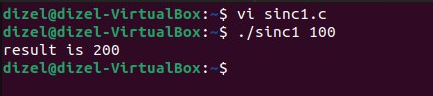 dizel@dizel-VirtualBox:~$ vi sinc1.c
dizel@dizel-VirtualBox:~$ ./sinc1 100
result is 200
dizel@dizel-VirtualBox:~$